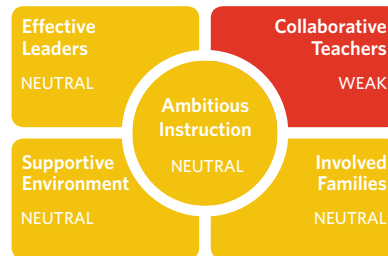 Effective
Leaders
NEUTRAL
Collaborative
Teachers
WEAK
Ambitious
Instruction
NEUTRAL
Supportive
Environment
NEUTRAL
Involved
Families
NEUTRAL